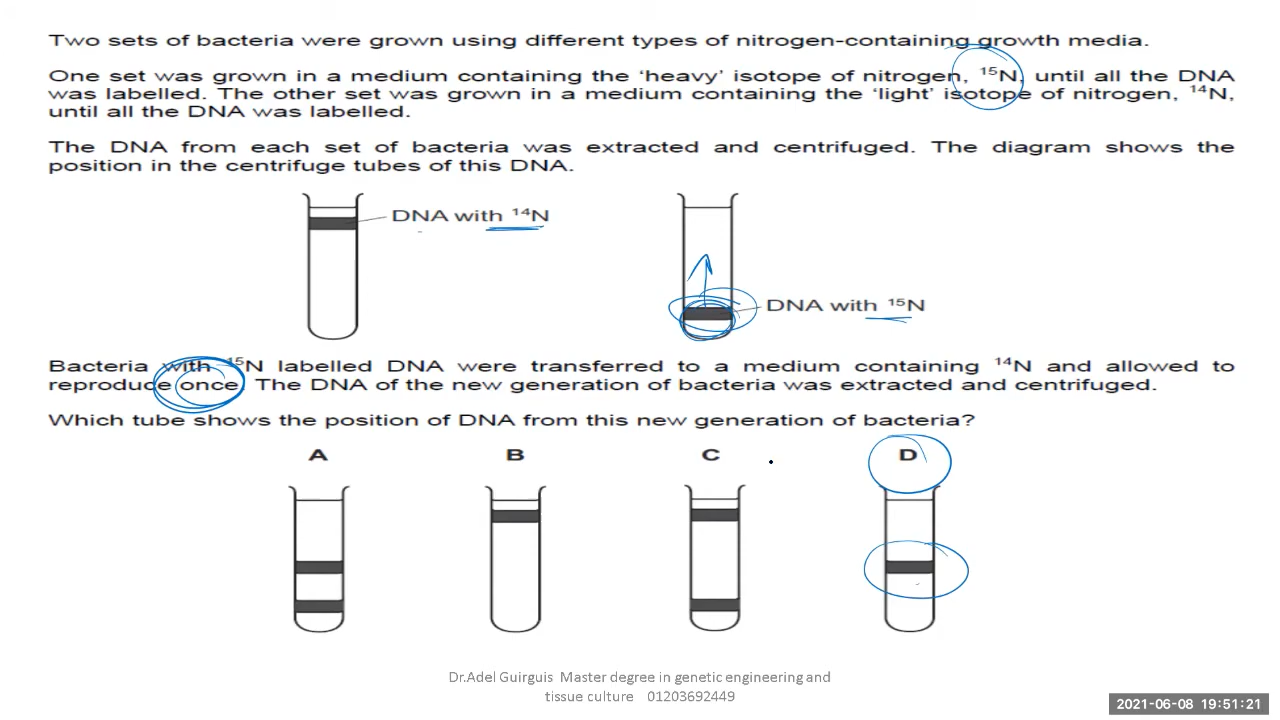 Two sets of bacteria were grown using different types of nitrogen-containing growth media.
One set was grown in a medium containing the ‘heavy’ isotope of nitrogen, ¹⁵N, until all the DNA
was labelled. The other set was grown in a medium containing the ‘light’ isotope of nitrogen, ¹⁴N,
until all the DNA was labelled.
The DNA from each set of bacteria was extracted and centrifuged. The diagram shows the
position in the centrifuge tubes of this DNA.
DNA with ¹⁴N
DNA with ¹⁵N
Bacteria with ¹⁵N labelled DNA were transferred to a medium containing ¹⁴N and allowed to
reproduce once. The DNA of the new generation of bacteria was extracted and centrifuged.
Which tube shows the position of DNA from this new generation of bacteria?
A B C D
Dr.Adel Guirguis Master degree in genetic engineering and
tissue culture 01203692449
2021-06-08 19:51:21